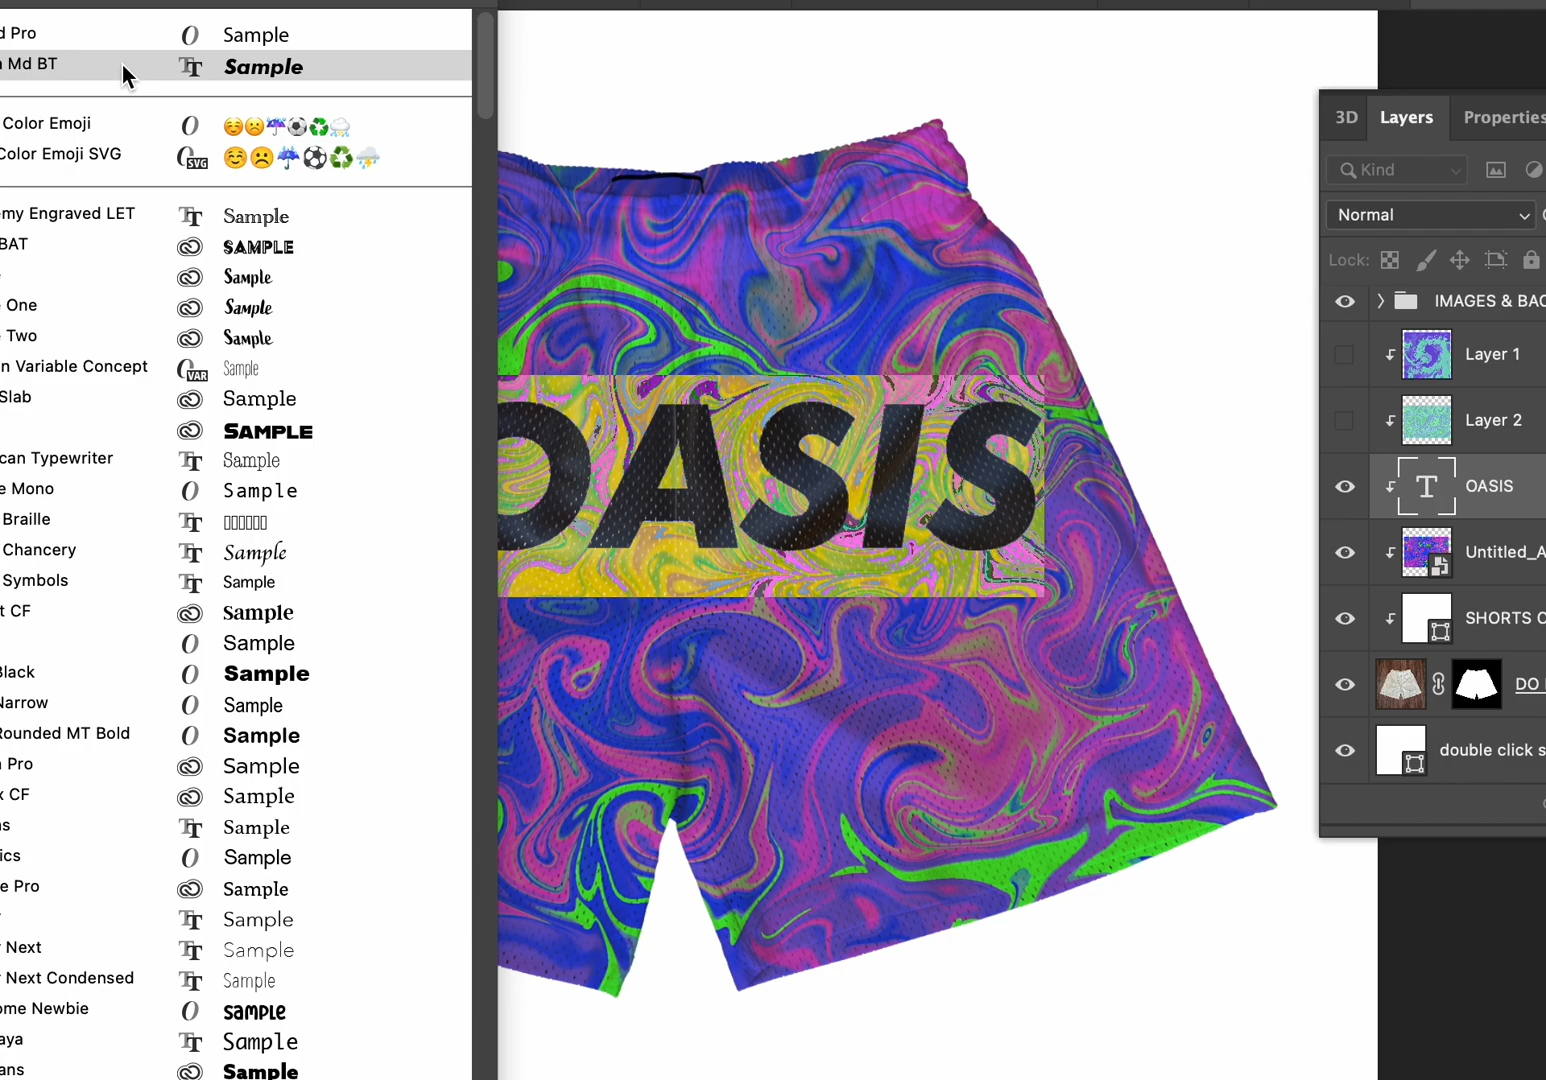 d Pro Sample
Md BT Sample
Color Emoji
Color Emoji SVG SVG
emy Engraved LET Sample
BAT SAMPLE
Sample
One Sample
Two Sample
n Variable Concept VAR Sample
Slab Sample
SAMPLE
can Typewriter Sample
e Mono Sample
Braille
Chancery Sample
Symbols Sample
t CF Sample
Sample
Black Sample
Narrow Sample
Rounded MT Bold Sample
Pro Sample
x CF Sample
ns Sample
ics Sample
e Pro Sample
Sample
Next Sample
Next Condensed Sample
ome Newbie Sample
aya Sample
ans Sample
OASIS
3D Layers Properties
Kind
Normal
Lock:
IMAGES & BAC
Layer 1
Layer 2
T OASIS
Untitled_A
SHORTS C
DO
double click s